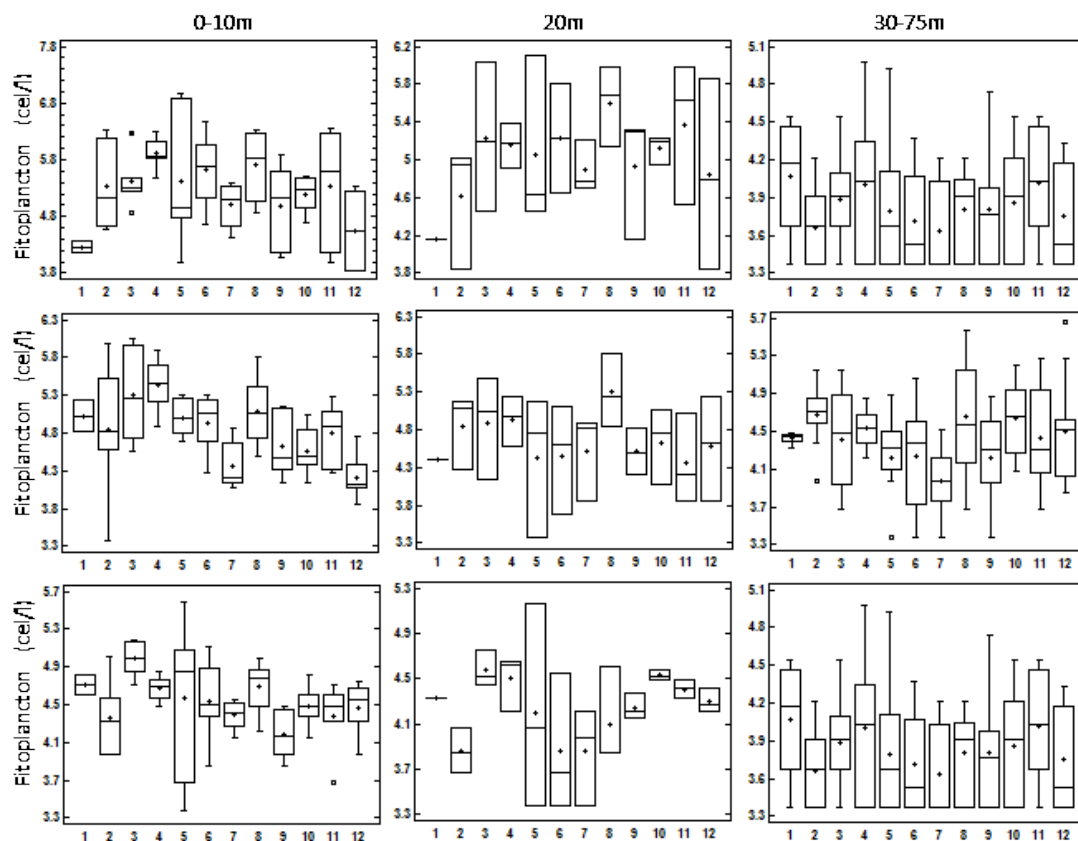 0-10m 20m 30-75m
Fitoplancton (cel/l)
7.8 6.8 5.8 4.8 3.8
1 2 3 4 5 6 7 8 9 10 11 12
6.2 5.8 5.4 5 4.6 4.2 3.8
1 2 3 4 5 6 7 8 9 10 11 12
5.1 4.8 4.5 4.2 3.9 3.6 3.3
1 2 3 4 5 6 7 8 9 10 11 12
Fitoplancton (cel/l)
6.3 5.8 5.3 4.8 4.3 3.8 3.3
1 2 3 4 5 6 7 8 9 10 11 12
6.3 5.8 5.3 4.8 4.3 3.8 3.3
1 2 3 4 5 6 7 8 9 10 11 12
5.7 5.3 4.9 4.5 4.1 3.7 3.3
1 2 3 4 5 6 7 8 9 10 11 12
Fitoplancton (cel/l)
5.7 5.3 4.9 4.5 4.1 3.7 3.3
1 2 3 4 5 6 7 8 9 10 11 12
5.3 4.9 4.5 4.1 3.7 3.3
1 2 3 4 5 6 7 8 9 10 11 12
5.1 4.8 4.5 4.2 3.9 3.6 3.3
1 2 3 4 5 6 7 8 9 10 11 12